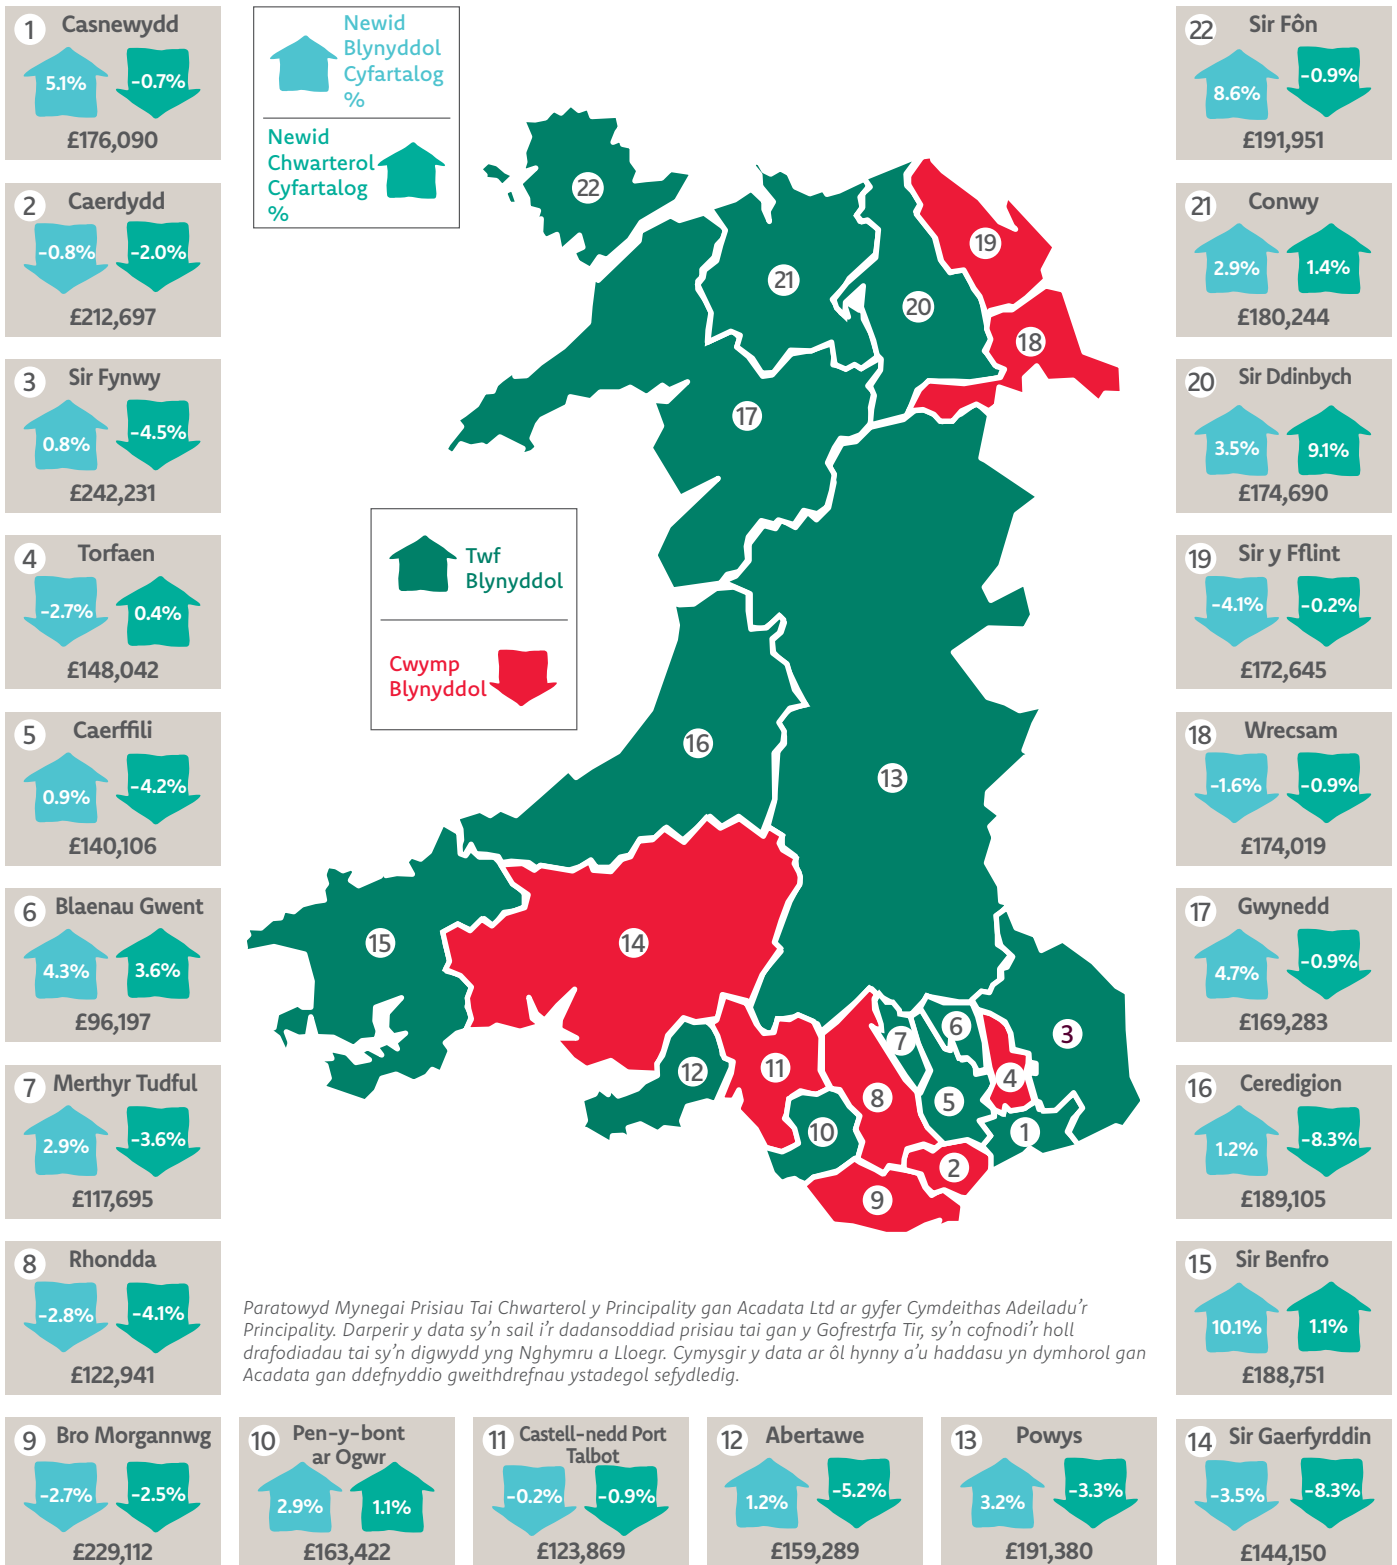 1 Casnewydd
5.1% -0.7%
£176,090
2 Caerdydd
-0.8% -2.0%
£212,697
3 Sir Fynwy
0.8% -4.5%
£242,231
4 Torfaen
-2.7% 0.4%
£148,042
5 Caerffili
0.9% -4.2%
£140,106
6 Blaenau Gwent
4.3% 3.6%
£96,197
7 Merthyr Tudful
2.9% -3.6%
£117,695
8 Rhondda
-2.8% -4.1%
£122,941
9 Bro Morgannwg
-2.7% -2.5%
£229,112
10 Pen-y-bont
ar Ogwr
2.9% 1.1%
£163,422
11 Castell-nedd Port
Talbot
-0.2% -0.9%
£123,869
12 Abertawe
1.2% -5.2%
£159,289
13 Powys
3.2% -3.3%
£191,380
14 Sir Gaerfyrddin
-3.5% -8.3%
£144,150
15 Sir Benfro
10.1% 1.1%
£188,751
16 Ceredigion
1.2% -8.3%
£189,105
17 Gwynedd
4.7% -0.9%
£169,283
18 Wrecsam
-1.6% -0.9%
£174,019
19 Sir y Fflint
-4.1% -0.2%
£172,645
20 Sir Ddinbych
3.5% 9.1%
£174,690
21 Conwy
2.9% 1.4%
£180,244
22 Sir Fôn
8.6% -0.9%
£191,951
Newid
Blynyddol
Cyfartalog
%
Newid
Chwarterol
Cyfartalog
%
Twf
Blynyddol
Cwymp
Blynyddol
22
19
21
20
18
17
16
13
15
14
3
6
7
12
11
4
8
5
10
1
2
9
Paratowyd Mynegai Prisiau Tai Chwarterol y Principality gan Acadata Ltd ar gyfer Cymdeithas Adeiladu’r
Principality. Darperir y data sy’n sail i’r dadansoddiad prisiau tai gan y Gofrestrfa Tir, sy’n cofnodi’r holl
drafodiadau tai sy’n digwydd yng Nghymru a Lloegr. Cymysgir y data ar ôl hynny a’u haddasu yn dymhorol gan
Acadata gan ddefnyddio gweithdrefnau ystadegol sefydledig.